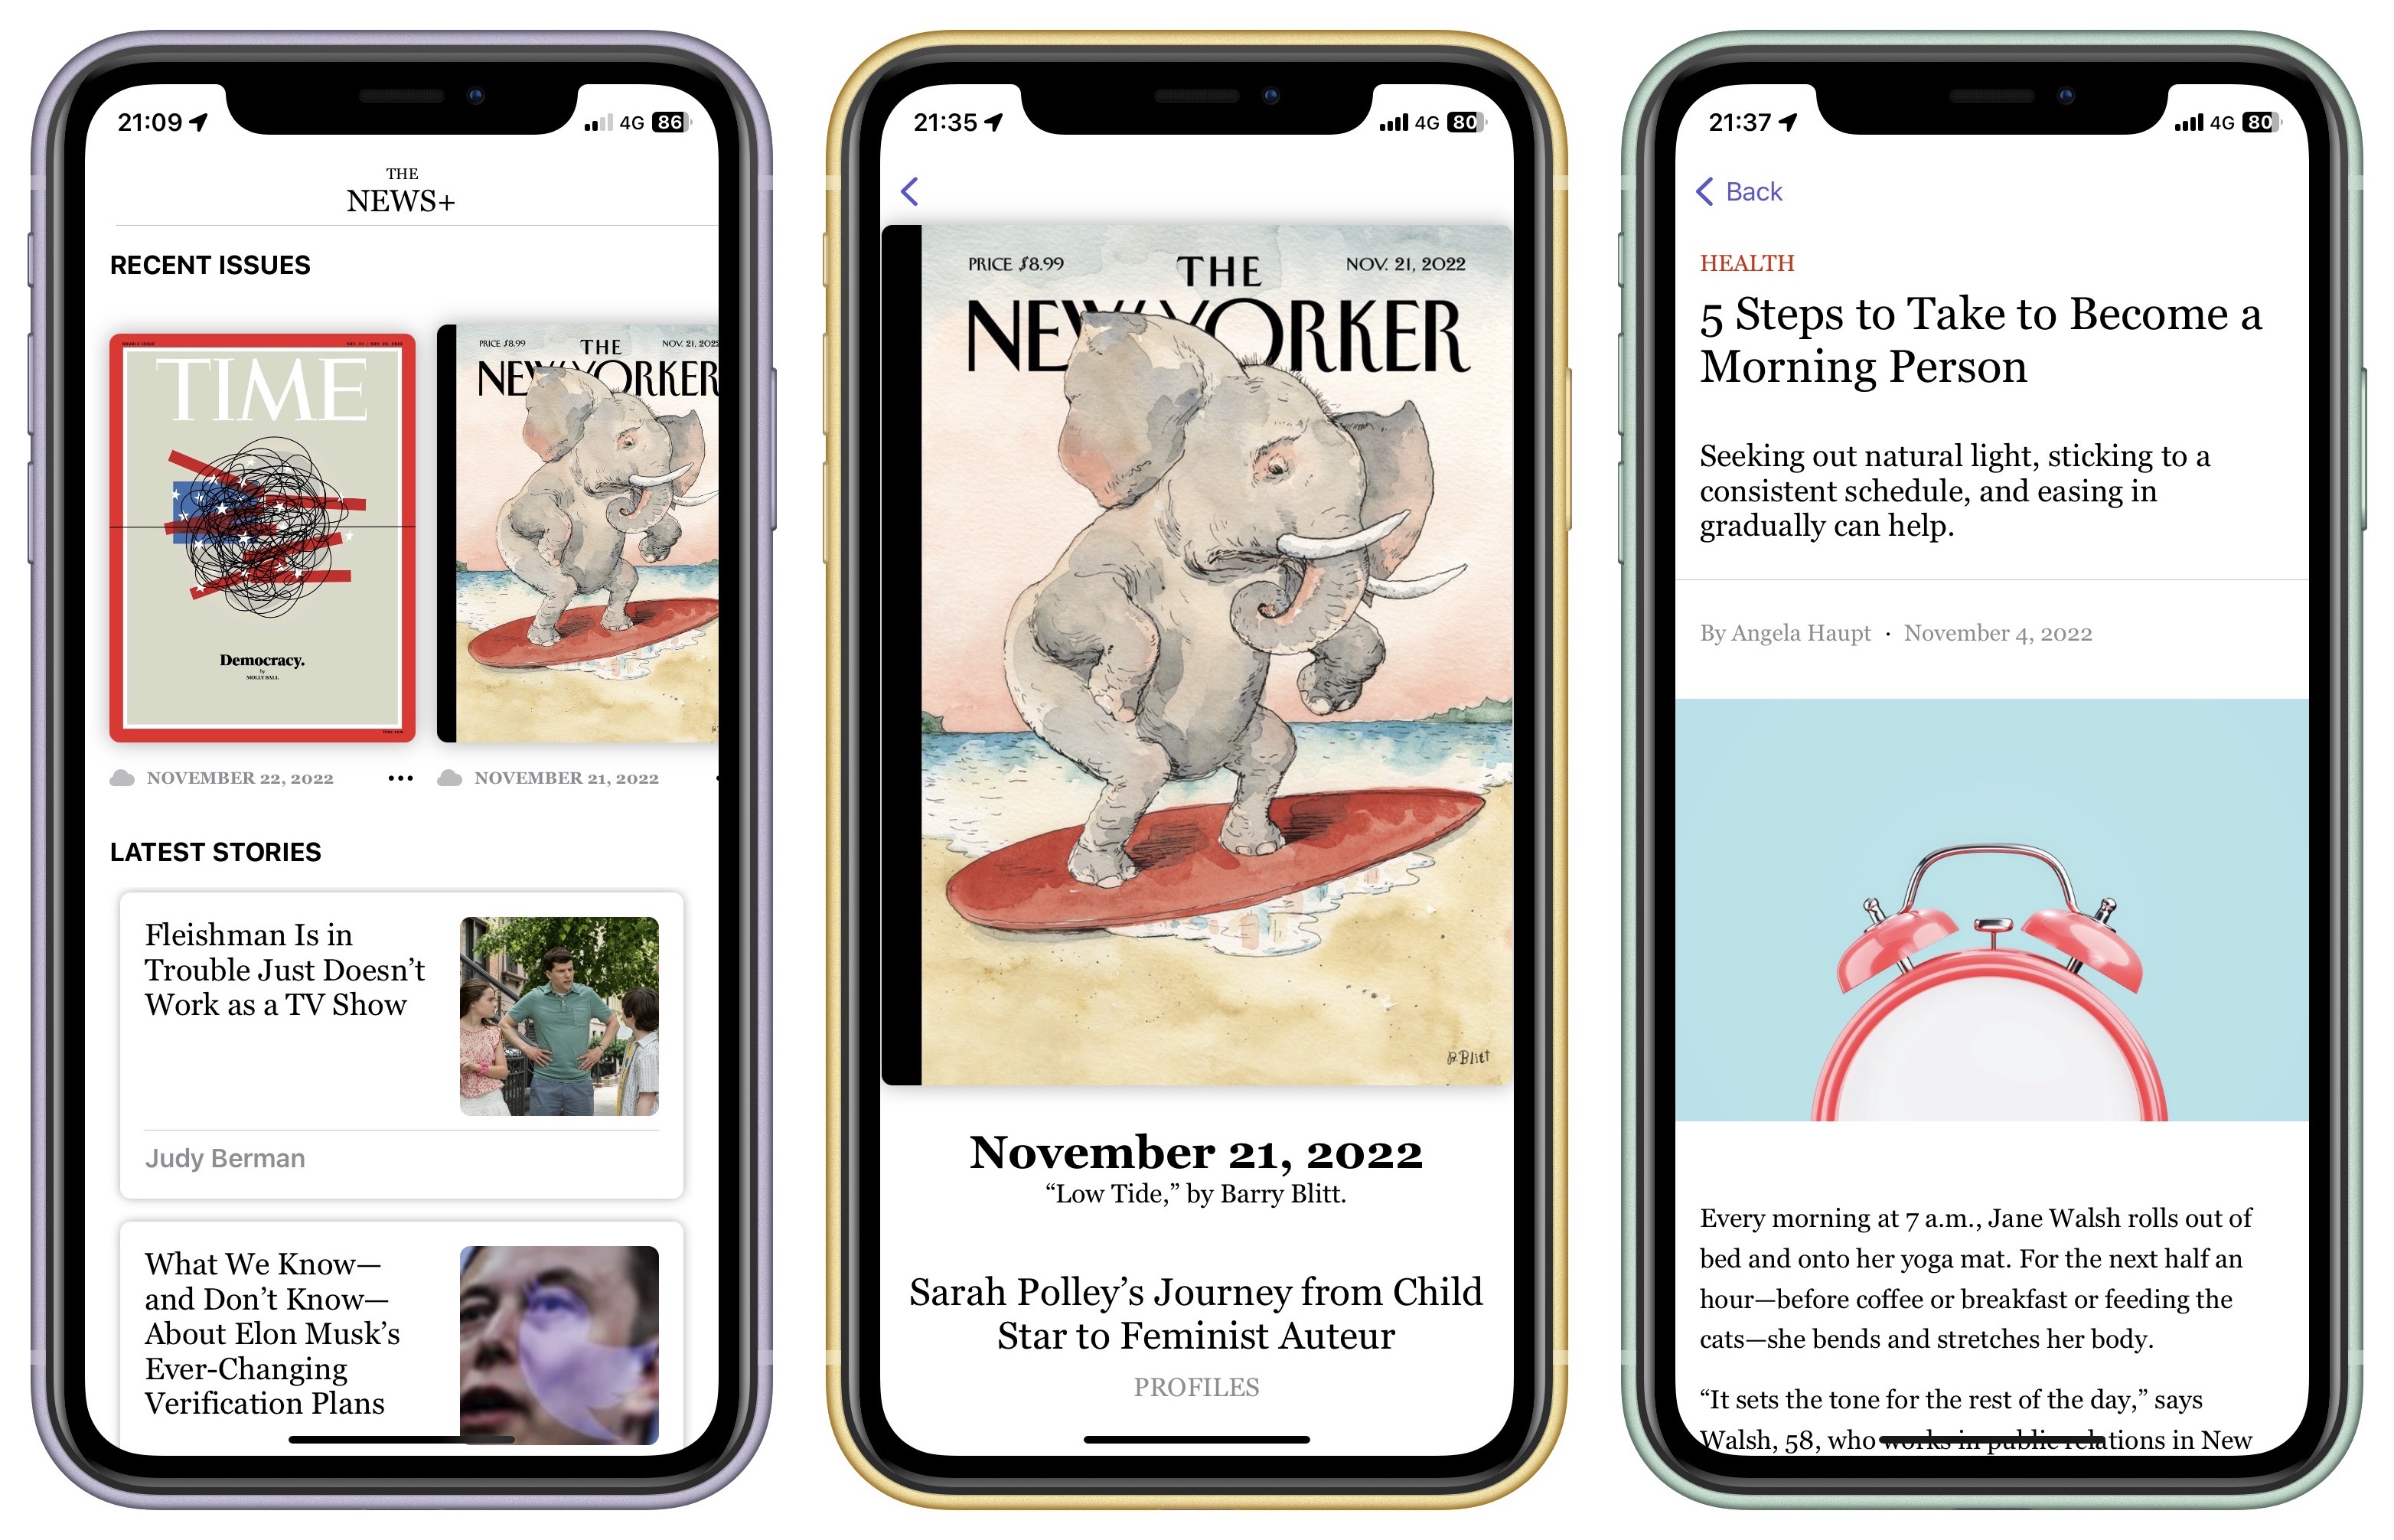 21:09
4G
86
THE
NEWS+
RECENT ISSUES
TIME
Democracy.
by
MOLLY BALL
NOVEMBER 22, 2022
PRICE $8.99
THE
NOV. 21, 2022
NEW YORKER
NOVEMBER 21, 2022
LATEST STORIES
Fleishman Is in
Trouble Just Doesn’t
Work as a TV Show
Judy Berman
What We Know—
and Don’t Know—
About Elon Musk’s
Ever-Changing
Verification Plans
21:35
4G
80
PRICE $8.99
THE
NOV. 21, 2022
NEW YORKER
B Blitt
November 21, 2022
“Low Tide,” by Barry Blitt.
Sarah Polley’s Journey from Child
Star to Feminist Auteur
PROFILES
21:37
4G
80
Back
HEALTH
5 Steps to Take to Become a
Morning Person
Seeking out natural light, sticking to a
consistent schedule, and easing in
gradually can help.
By Angela Haupt · November 4, 2022
Every morning at 7 a.m., Jane Walsh rolls out of
bed and onto her yoga mat. For the next half an
hour—before coffee or breakfast or feeding the
cats—she bends and stretches her body.
“It sets the tone for the rest of the day,” says
Walsh, 58, who works in public relations in New